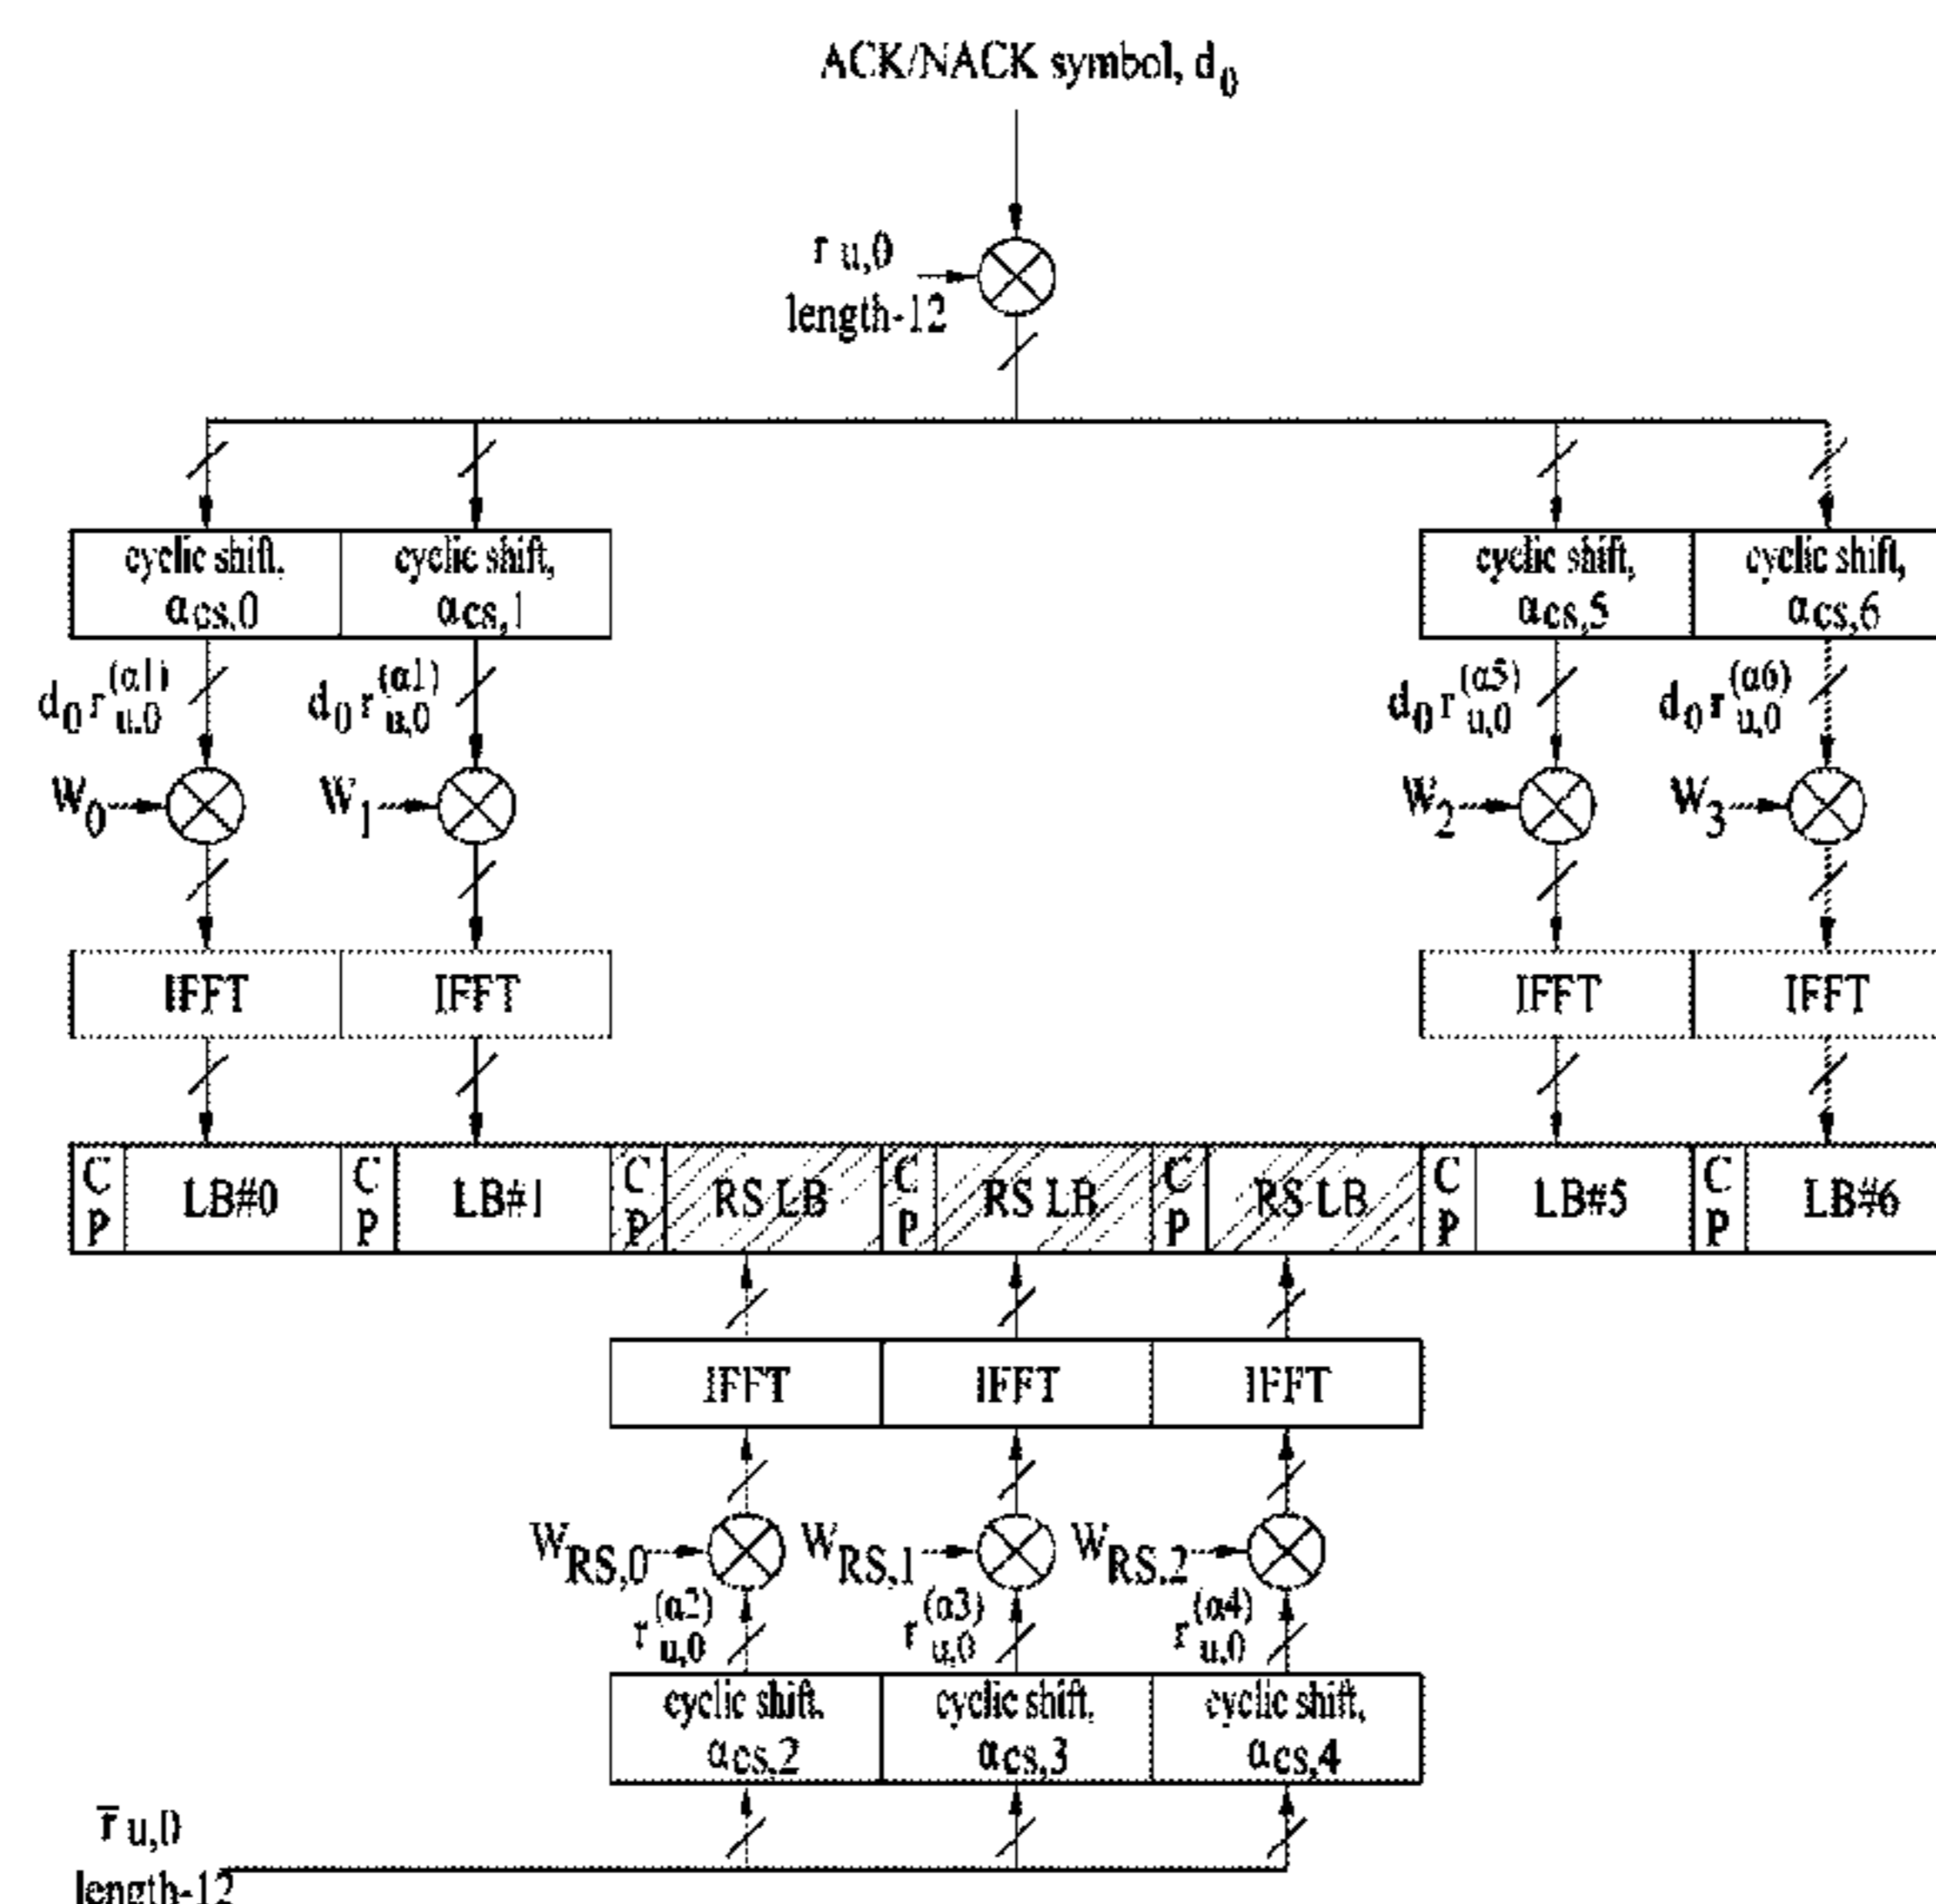 ACK/NACK symbol, d0
r u,0
length-12
cyclic shift, cyclic shift, cyclic shift, cyclic shift,
αcs,0 αcs,1 αcs,5 αcs,6
d0 r u,0 (α1) d0 r u,0 (α1) d0 r u,0 (α5) d0 r u,0 (α6)
W0 W1 W2 W3
IFFT IFFT IFFT IFFT
CP LB#0 CP LB#1 CP RS LB CP RS LB CP RS LB CP LB#5 CP LB#6
IFFT IFFT IFFT
WRS,0 WRS,1 WRS,2
r u,0 (α2) r u,0 (α3) r u,0 (α4)
cyclic shift, cyclic shift, cyclic shift,
αcs,2 αcs,3 αcs,4
r̅ u,0
length-12